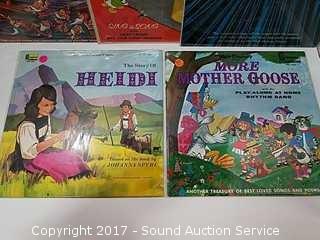 SING a SONG
The Story Of
HEIDI
Based on the book by
JOHANNA SPYRI
MORE
MOTHER GOOSE
PLAY-ALONG AT HOME
RHYTHM BAND
ANOTHER TREASURY OF BEST LOVED SONGS AND POEMS
Copyright 2017 - Sound Auction Service